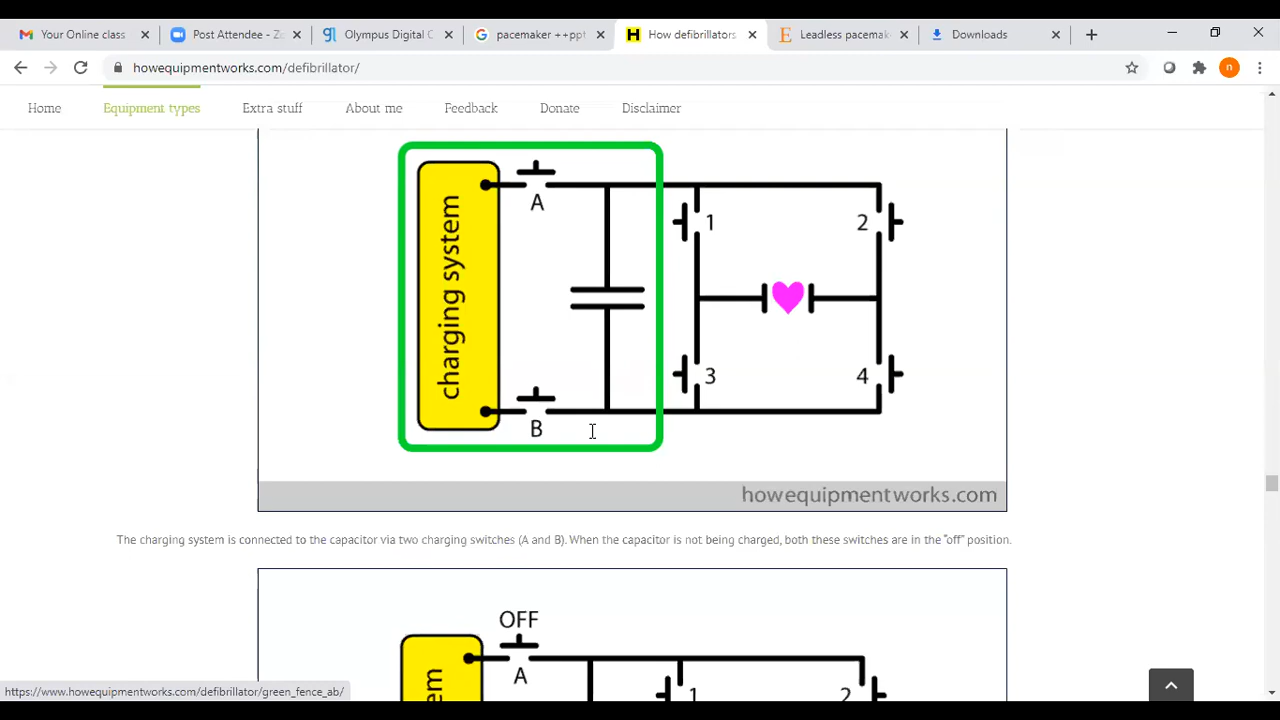 Your Online class
Post Attendee - Zo
Olympus Digital C
pacemaker ++ppt
How defibrillators
Leadless pacemak
Downloads
howequipmentworks.com/defibrillator/
n
Home
Equipment types
Extra stuff
About me
Feedback
Donate
Disclaimer
charging system
A
B
1
2
3
4
howequipmentworks.com
The charging system is connected to the capacitor via two charging switches (A and B). When the capacitor is not being charged, both these switches are in the "off" position.
OFF
A
1
2
https://www.howequipmentworks.com/defibrillator/green_fence_ab/